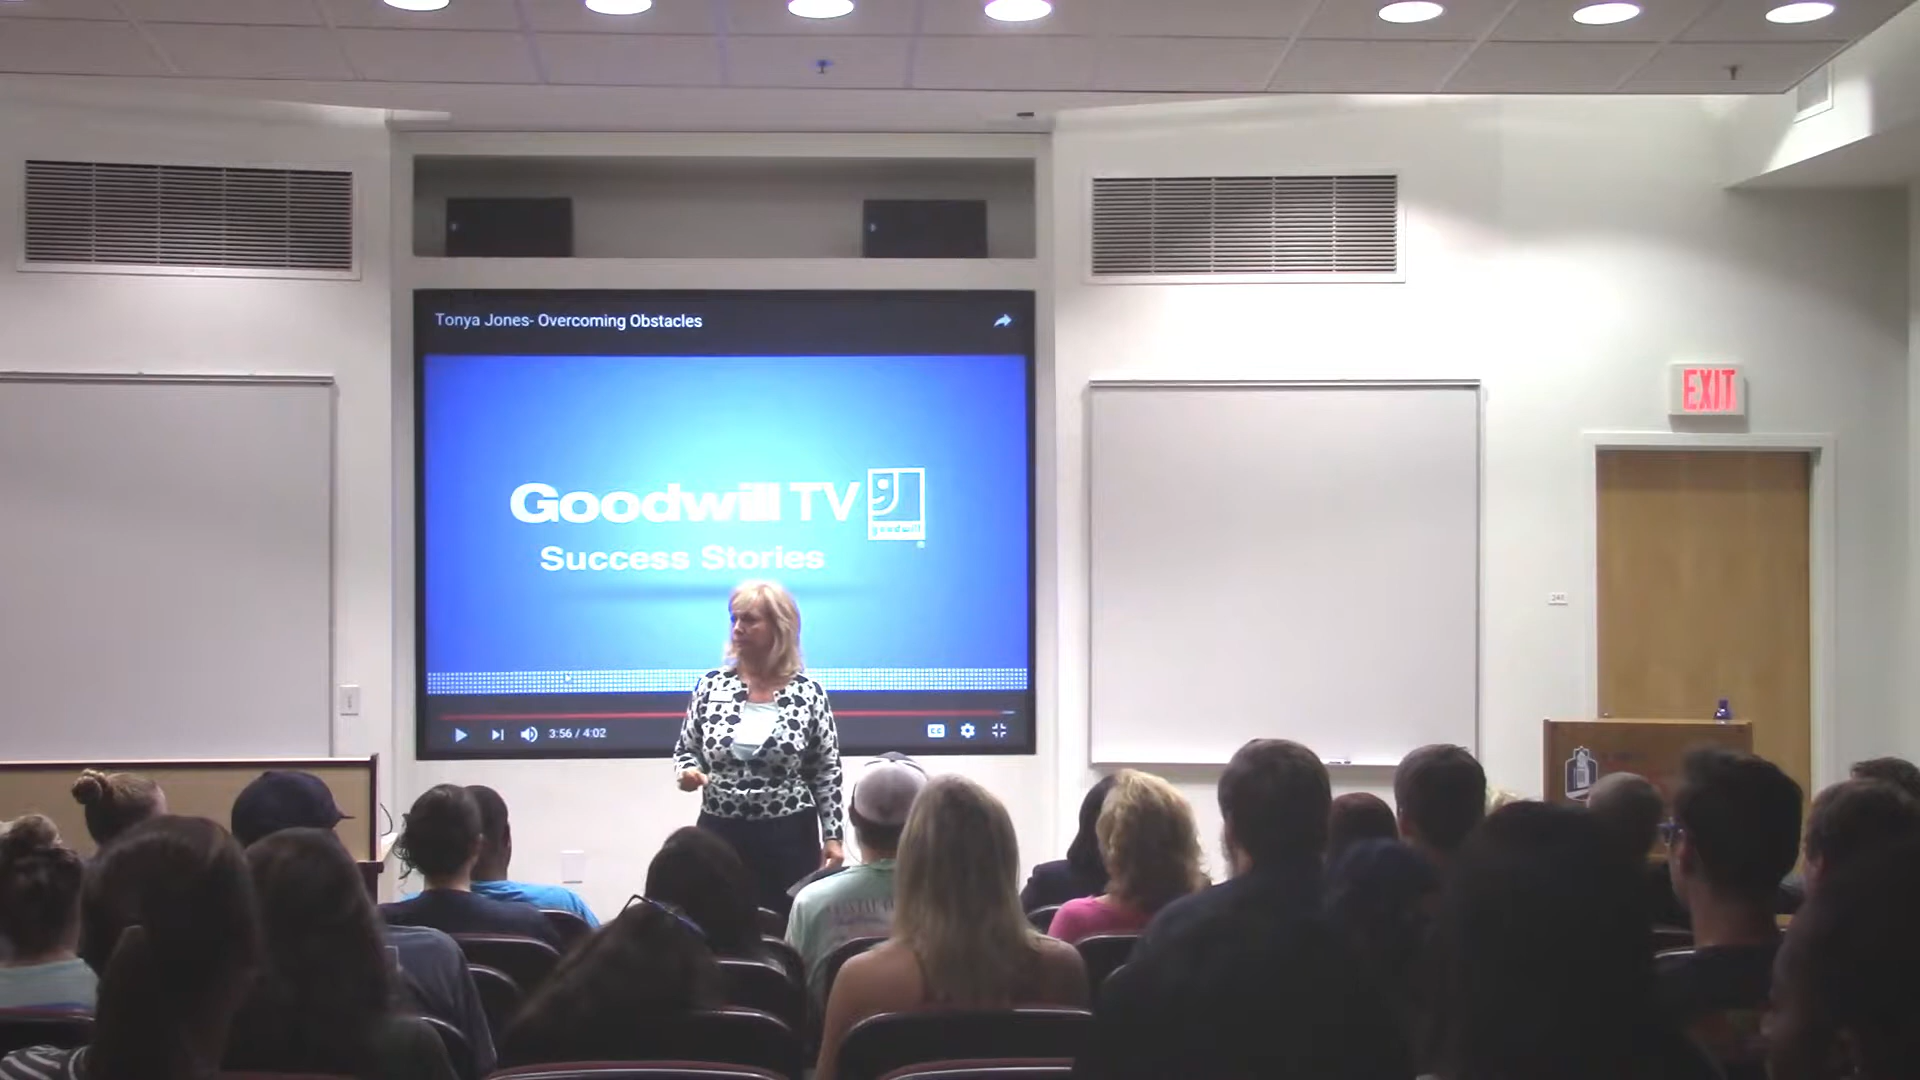 Tonya Jones- Overcoming Obstacles
Goodwill TV
goodwill
Success Stories
3:56 / 4:02
CC
EXIT